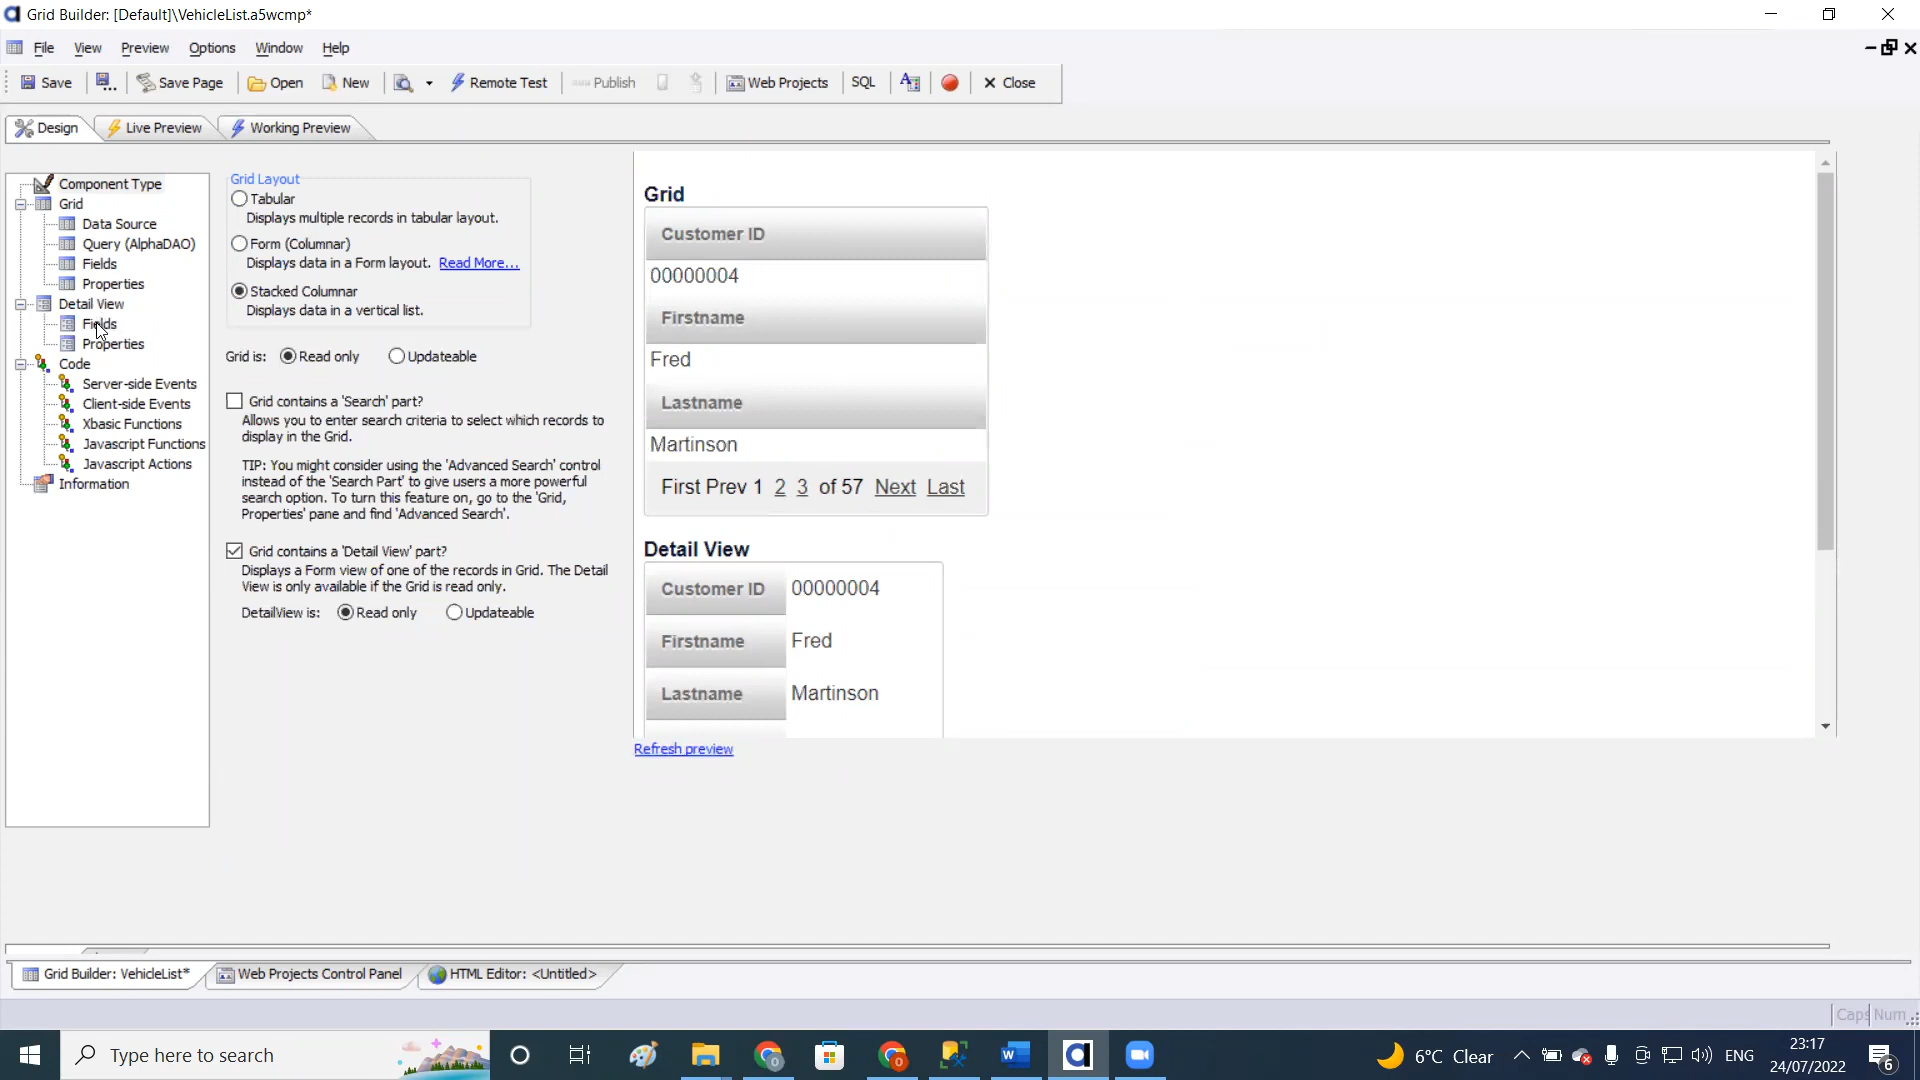 Grid Builder: [Default]\VehicleList.a5wcmp*
File View Preview Options Window Help
Save Save Page Open New Remote Test Publish Web Projects SQL Close
Design Live Preview Working Preview
Component Type
Grid
Data Source
Query (AlphaDAO)
Fields
Properties
Detail View
Fields
Properties
Code
Server-side Events
Client-side Events
Xbasic Functions
Javascript Functions
Javascript Actions
Information
Grid Layout
Tabular
Displays multiple records in tabular layout.
Form (Columnar)
Displays data in a Form layout. Read More...
Stacked Columnar
Displays data in a vertical list.
Grid is: Read only Updateable
Grid contains a 'Search' part?
Allows you to enter search criteria to select which records to
display in the Grid.
TIP: You might consider using the 'Advanced Search' control
instead of the 'Search Part' to give users a more powerful
search option. To turn this feature on, go to the 'Grid,
Properties' pane and find 'Advanced Search'.
Grid contains a 'Detail View' part?
Displays a Form view of one of the records in Grid. The Detail
View is only available if the Grid is read only.
DetailView is: Read only Updateable
Grid
Customer ID
00000004
Firstname
Fred
Lastname
Martinson
First Prev 1 2 3 of 57 Next Last
Detail View
Customer ID 00000004
Firstname Fred
Lastname Martinson
Refresh preview
Grid Builder: VehicleList* Web Projects Control Panel HTML Editor: <Untitled>
Caps Num
Type here to search
6°C Clear ENG
23:17
24/07/2022
6